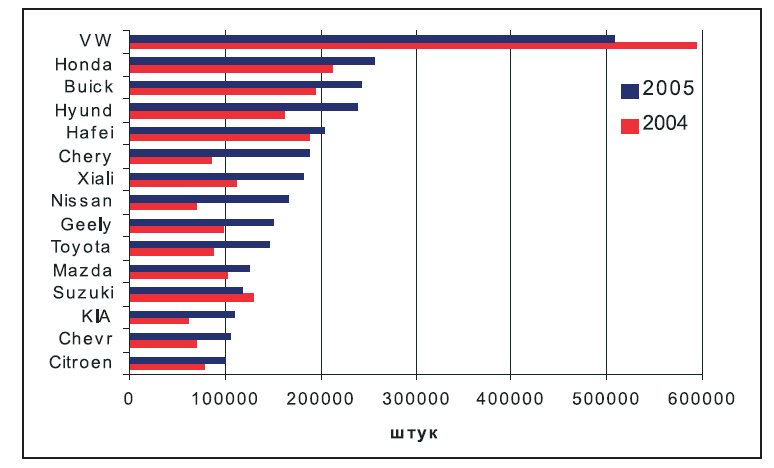 VW
Honda
Buick
Hyund
Hafei
Chery
Xiali
Nissan
Geely
Toyota
Mazda
Suzuki
KIA
Chevr
Citroen
2005
2004
0 100000 200000 300000 400000 500000 600000
штук